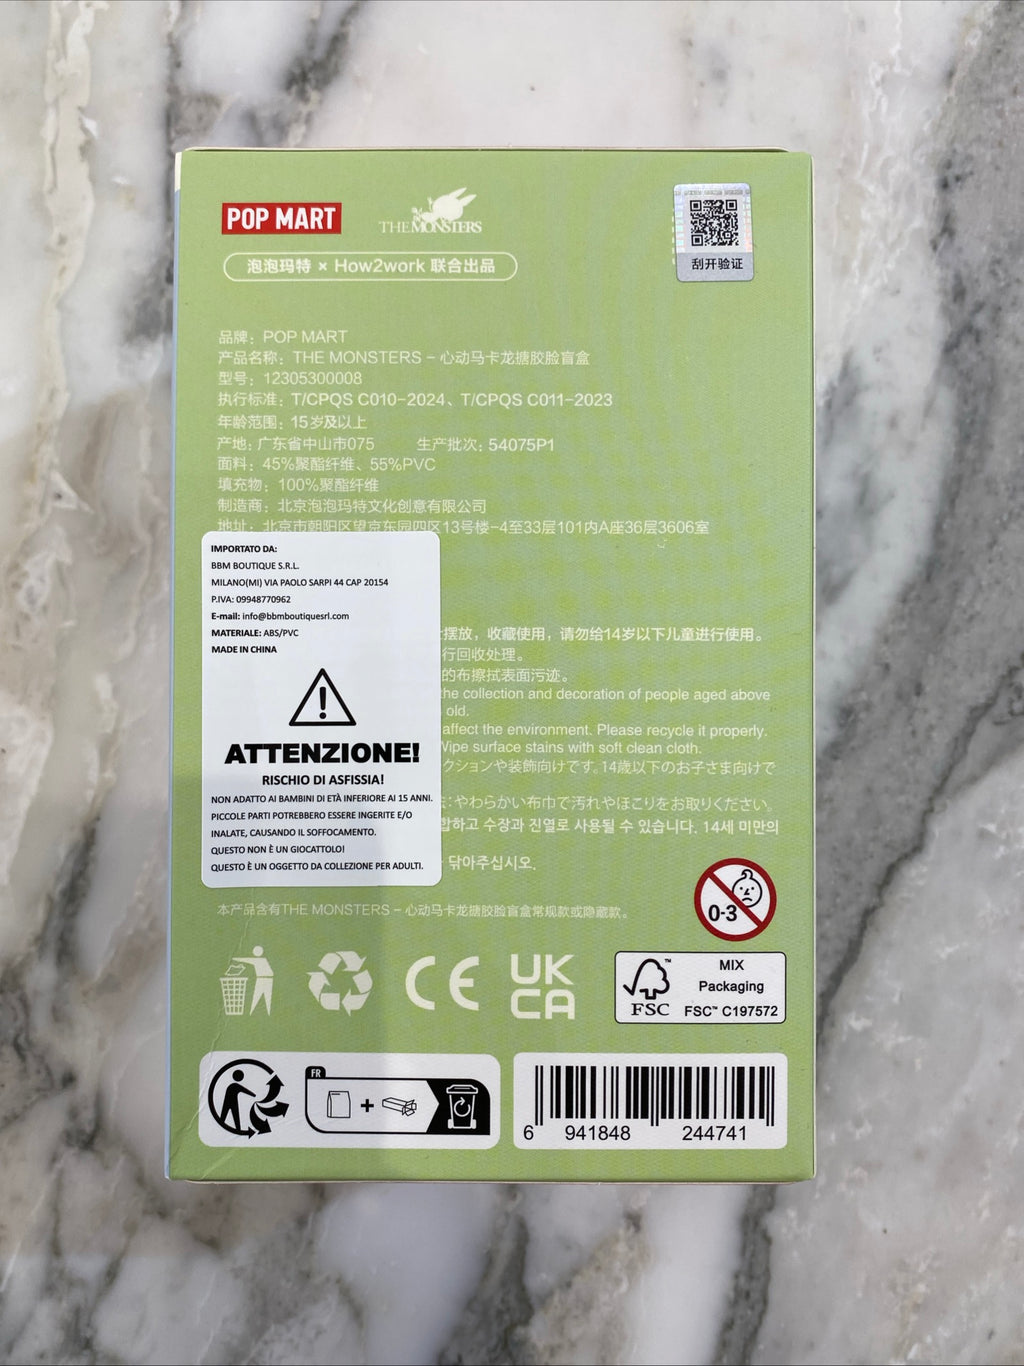 POP MART
THE MONSTERS
泡泡玛特 × How2work 联合出品
刮开验证
品牌：POP MART
产品名称：THE MONSTERS – 心动马卡龙搪胶脸盲盒
型号：12305300008
执行标准：T/CPQS C010-2024、T/CPQS C011-2023
年龄范围：15岁及以上
产地：广东省中山市075 生产批次：54075P1
面料：45%聚酯纤维、55%PVC
填充物：100%聚酯纤维
制造商：北京泡泡玛特文化创意有限公司
地址：北京市朝阳区望京东园四区13号楼-4至33层101内A座36层3606室
IMPORTATO DA:
BBM BOUTIQUE S.R.L.
MILANO(MI) VIA PAOLO SARPI 44 CAP 20154
P.IVA: 09948770962
E-mail: info@bbmboutiquesrl.com
MATERIALE: ABS/PVC
MADE IN CHINA
ATTENZIONE!
RISCHIO DI ASFISSIA!
NON ADATTO AI BAMBINI DI ETÀ INFERIORE AI 15 ANNI.
PICCOLE PARTI POTREBBERO ESSERE INGERITE E/O
INALATE, CAUSANDO IL SOFFOCAMENTO.
QUESTO NON È UN GIOCATTOLO!
QUESTO È UN OGGETTO DA COLLEZIONE PER ADULTI.
摆放，收藏使用，请勿给14岁以下儿童进行使用。
行回收处理。
的布擦拭表面污迹。
the collection and decoration of people aged above
old.
affect the environment. Please recycle it properly.
Wipe surface stains with soft clean cloth.
クションや装飾向けです。14歳以下のお子さま向けで
：やわらかい布巾で汚れやほこりをお取りください。
합하고 수장과 진열로 사용될 수 있습니다. 14세 미만의
닦아주십시오.
0-3
本产品含有THE MONSTERS – 心动马卡龙搪胶脸盲盒常规款或隐藏款。
CE
UK
CA
FSC™
MIX
Packaging
FSC™ C197572
FR
+
6 941848 244741